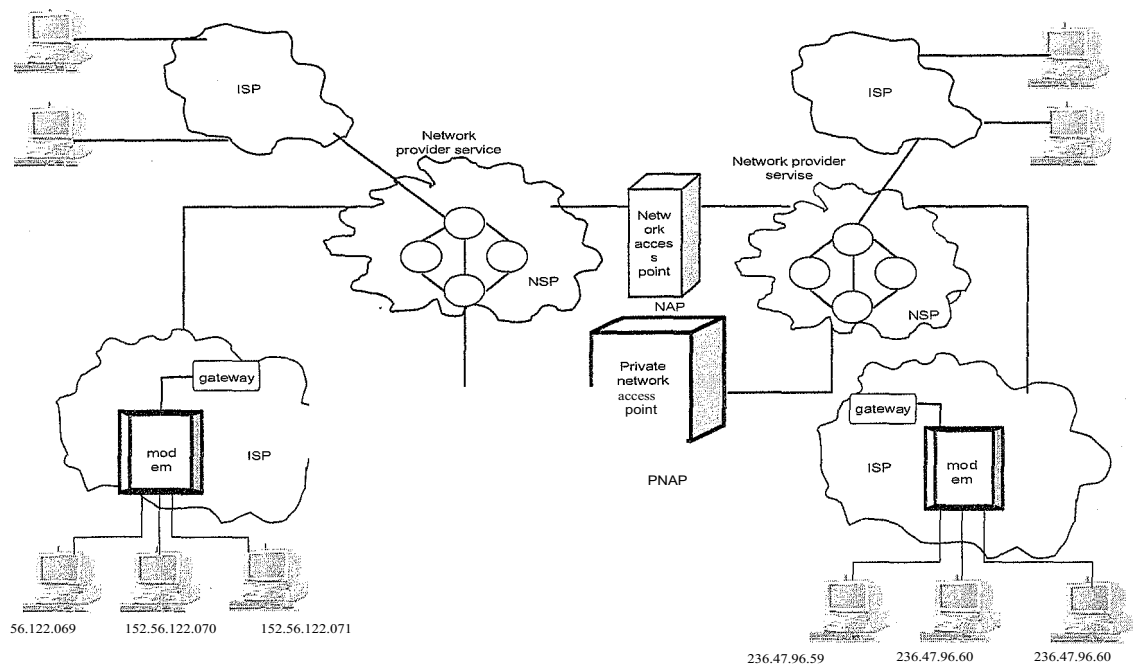 ISP
ISP
Network
provider service
Network provider
servise
Netw
ork
acces
s
point
NSP
NAP
NSP
gateway
Private
network
access
point
gateway
mod
em
ISP
ISP
mod
em
PNAP
56.122.069
152.56.122.070
152.56.122.071
236.47.96.59
236.47.96.60
236.47.96.60